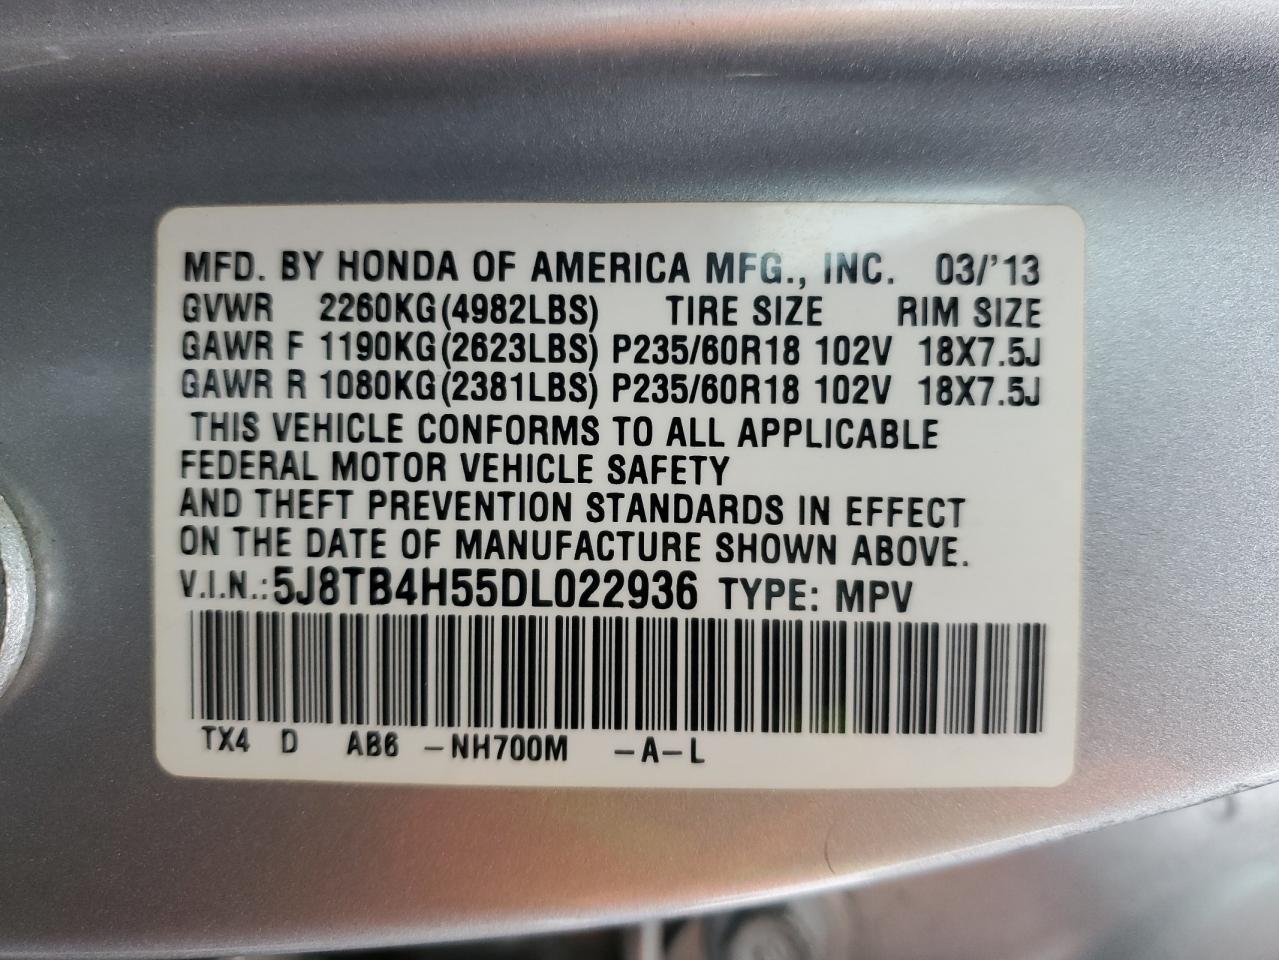 MFD. BY HONDA OF AMERICA MFG., INC. 03/'13
GVWR 2260KG(4982LBS) TIRE SIZE RIM SIZE
GAWR F 1190KG(2623LBS) P235/60R18 102V 18X7.5J
GAWR R 1080KG(2381LBS) P235/60R18 102V 18X7.5J
THIS VEHICLE CONFORMS TO ALL APPLICABLE
FEDERAL MOTOR VEHICLE SAFETY
AND THEFT PREVENTION STANDARDS IN EFFECT
ON THE DATE OF MANUFACTURE SHOWN ABOVE.
V.I.N.:5J8TB4H55DL022936 TYPE: MPV
TX4 D AB6 -NH700M -A-L